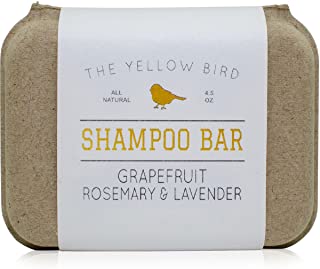 THE YELLOW BIRD
ALL NATURAL
4.5 OZ
SHAMPOO BAR
GRAPEFRUIT
ROSEMARY & LAVENDER